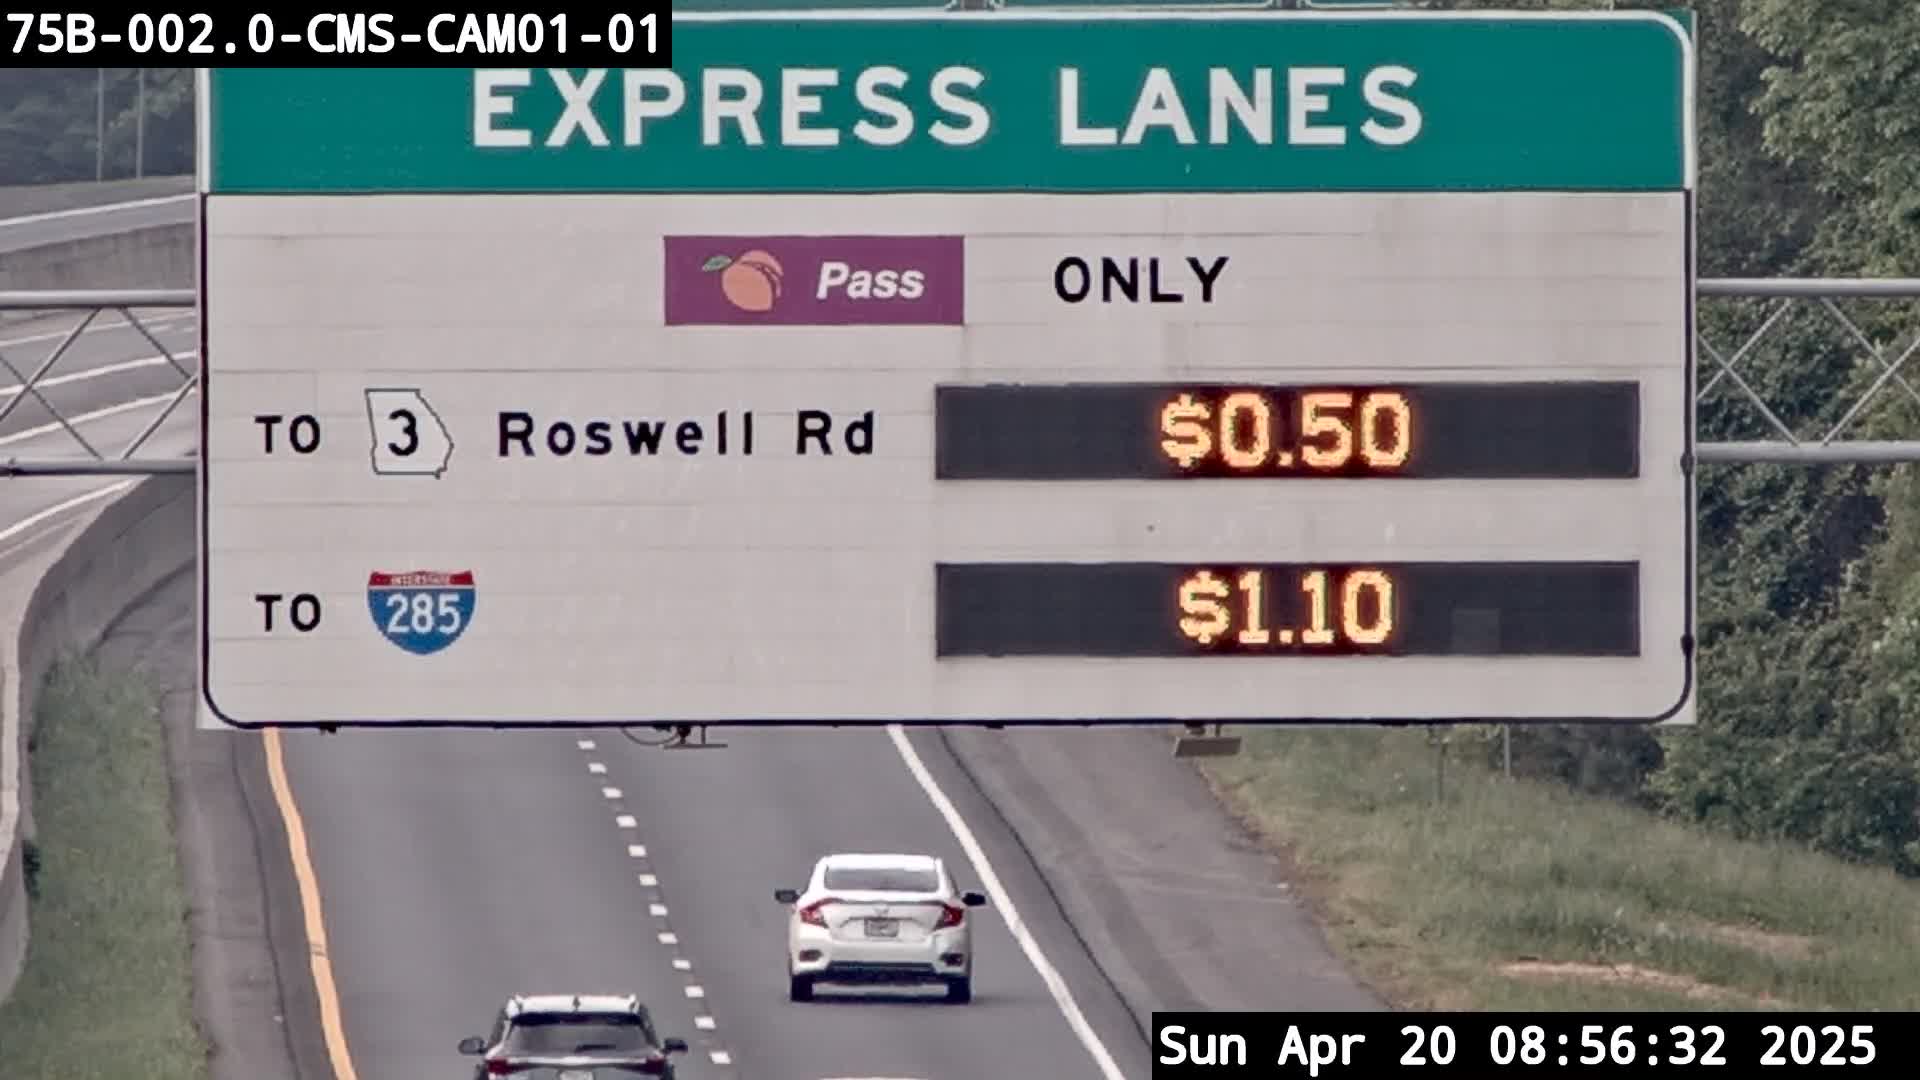 75B-002.0-CMS-CAM01-01
EXPRESS LANES
Pass ONLY
TO 3 Roswell Rd $0.50
INTERSTATE
TO 285 $1.10
Sun Apr 20 08:56:32 2025